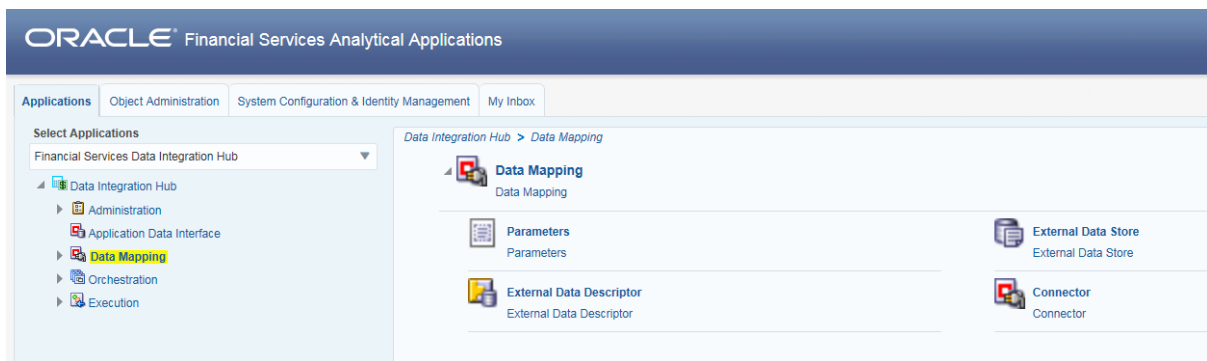 ORACLE® Financial Services Analytical Applications
Applications Object Administration System Configuration & Identity Management My Inbox
Select Applications
Financial Services Data Integration Hub
Data Integration Hub
Administration
Application Data Interface
Data Mapping
Orchestration
Execution
Data Integration Hub > Data Mapping
Data Mapping
Data Mapping
Parameters
Parameters
External Data Store
External Data Store
External Data Descriptor
External Data Descriptor
Connector
Connector